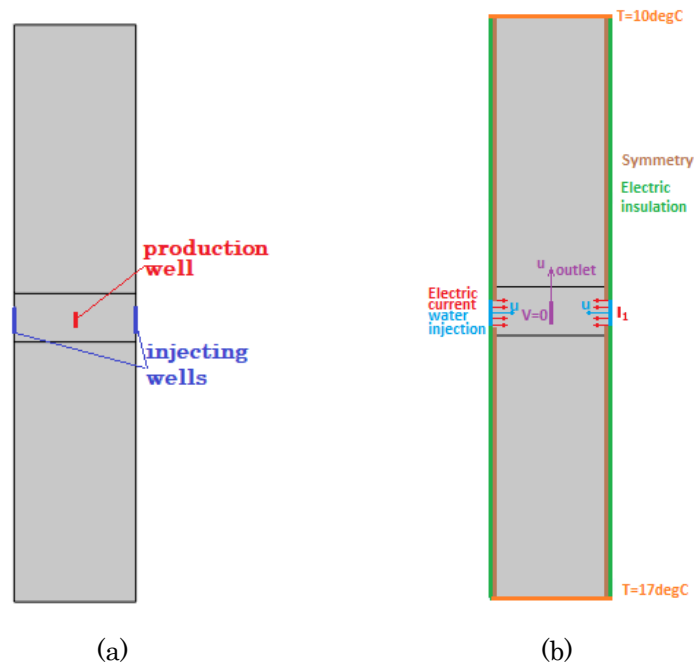 production
well
injecting
wells
(a)
T=10degC
Symmetry
Electric
insulation
u outlet
Electric
current
water
injection
u
V=0
u
I₁
T=17degC
(b)